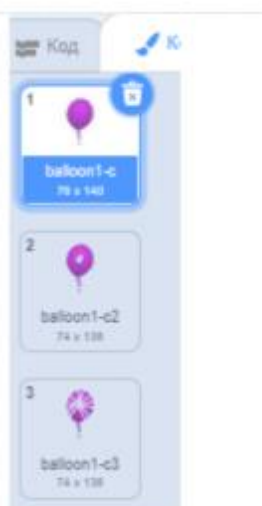 Код
К
1
balloon1-c
76 x 140
2
balloon1-c2
74 x 138
3
balloon1-c3
74 x 138